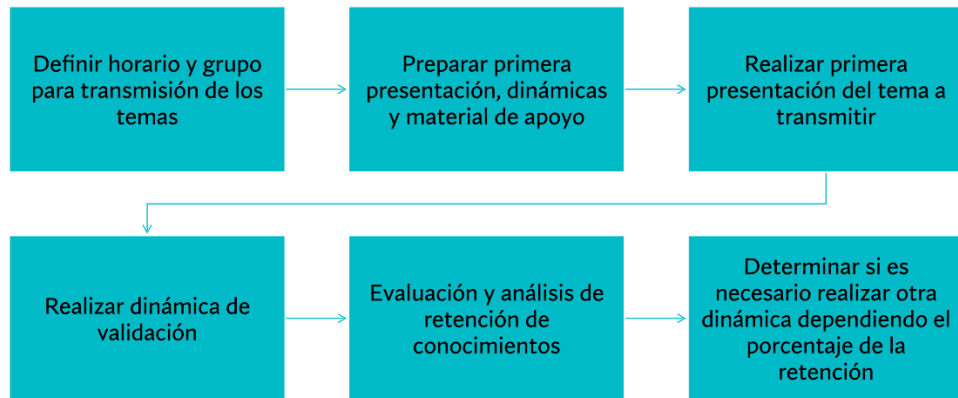 Definir horario y grupo
para transmisión de los
temas
Preparar primera
presentación, dinámicas
y material de apoyo
Realizar primera
presentación del tema a
transmitir
Realizar dinámica de
validación
Evaluación y análisis de
retención de
conocimientos
Determinar si es
necesario realizar otra
dinámica dependiendo el
porcentaje de la
retención